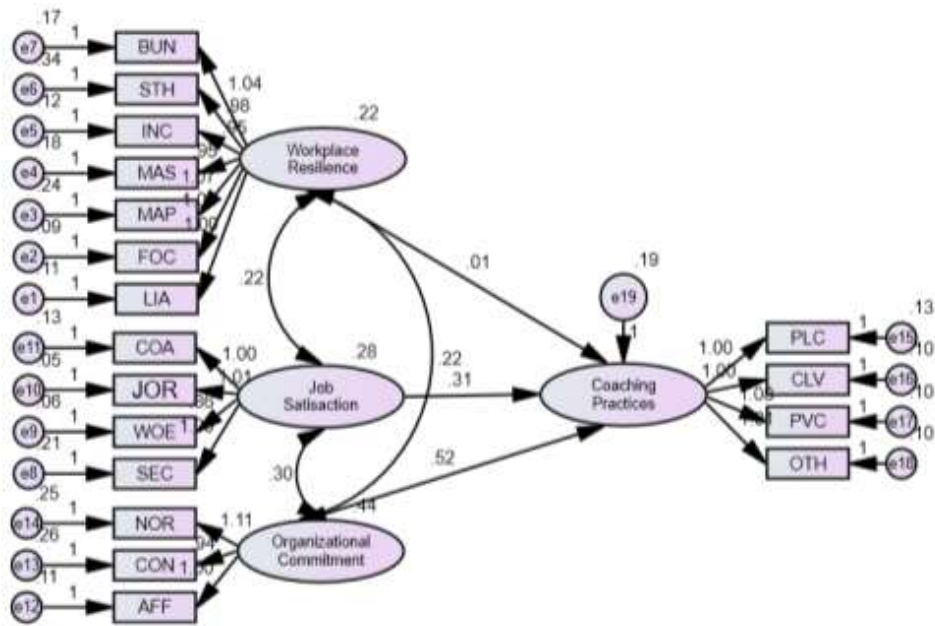 .17
e7
1
BUN
.34
e6
1
STH
.12
e5
1
INC
.18
e4
1
MAS
.24
e3
1
MAP
.09
e2
1
FOC
.11
e1
1
LIA
1.04
.98
.95
1.00
.22
Workplace
Resilience
.13
e11
1
COA
.05
e10
1
JOR
.06
e9
1
WOE
.21
e8
1
SEC
1.00
.28
Job
Satisaction
.22
.01
.22
.31
.30
.52
.25
e14
1
NOR
.26
e13
1
CON
.11
e12
1
AFF
1.11
.94
.44
Organizational
Commitment
.19
e19
1
Coaching
Practices
1.00
1.00
PLC
1
e15
.13
CLV
1
e16
.10
PVC
1
e17
.10
OTH
1
e18
.10